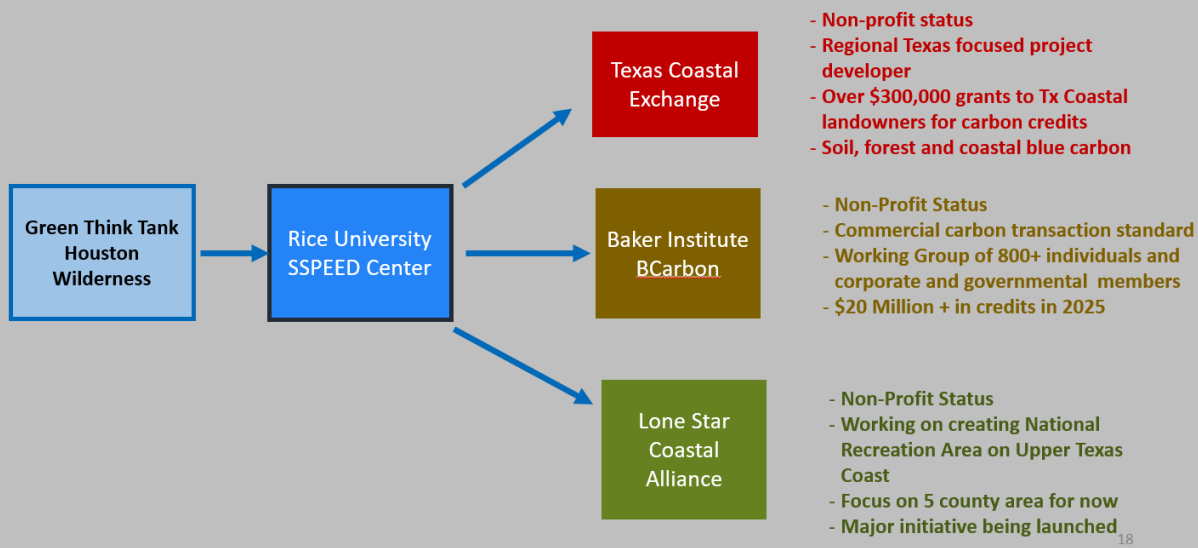 Green Think Tank
Houston
Wilderness
Rice University
SSPEED Center
Texas Coastal
Exchange
- Non-profit status
- Regional Texas focused project
developer
- Over $300,000 grants to Tx Coastal
landowners for carbon credits
- Soil, forest and coastal blue carbon
Baker Institute
BCarbon
- Non-Profit Status
- Commercial carbon transaction standard
- Working Group of 800+ individuals and
corporate and governmental members
- $20 Million + in credits in 2025
Lone Star
Coastal
Alliance
- Non-Profit Status
- Working on creating National
Recreation Area on Upper Texas
Coast
- Focus on 5 county area for now
- Major initiative being launched
18